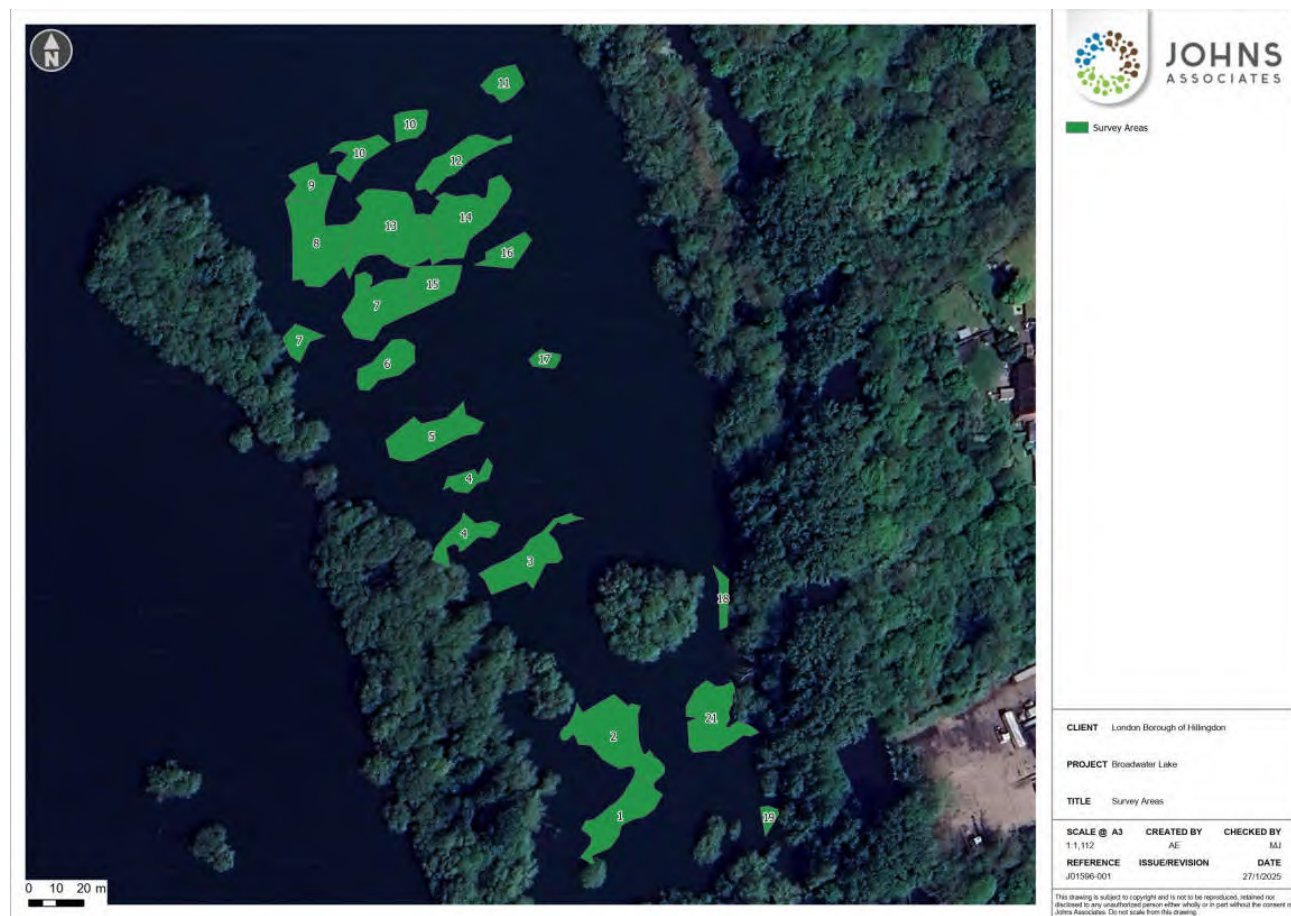 N
11
10
10
12
9
13
14
8
16
15
7
7
6
17
5
4
4
3
18
21
2
1
19
0 10 20 m
JOHNS
ASSOCIATES
Survey Areas
CLIENT London Borough of Hillingdon
PROJECT Broadwater Lake
TITLE Survey Areas
SCALE @ A3 CREATED BY CHECKED BY
1:1,112 AE MJ
REFERENCE ISSUE/REVISION DATE
J01596-001 27/1/2025
This drawing is subject to copyright and is not to be reproduced, retained nor
disclosed to any unauthorized person either wholly or in part without the consent
Johns Associates. Do not scale from this drawing.